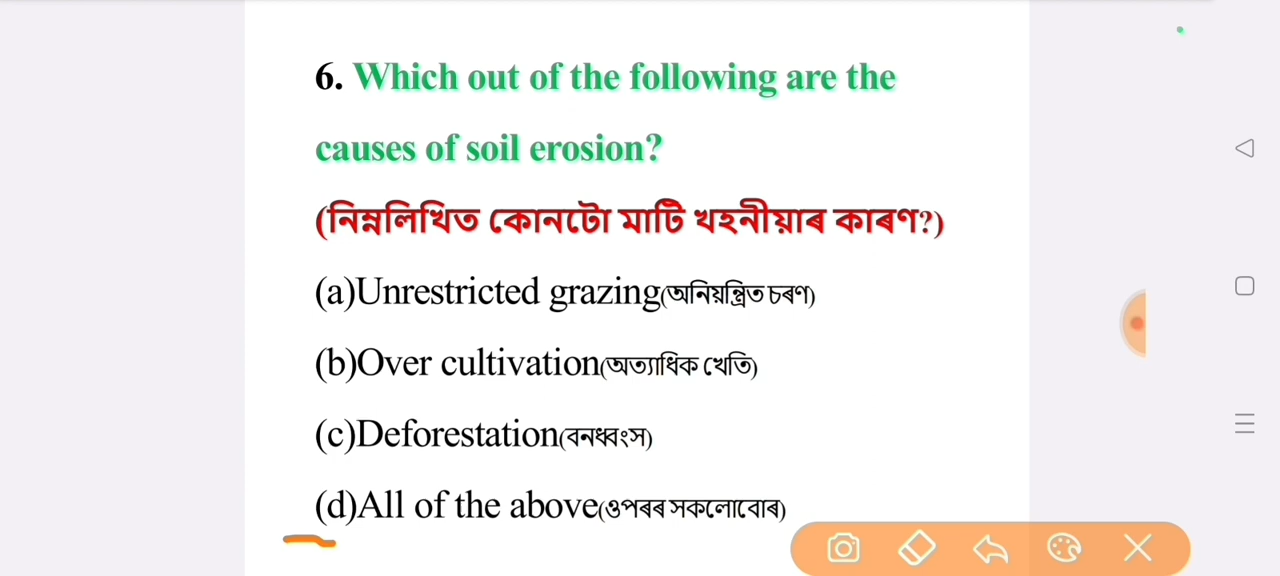 6. Which out of the following are the
causes of soil erosion?
(নিম্নলিখিত কোনটো মাটি খহনীয়াৰ কাৰণ?)
(a)Unrestricted grazing(অনিয়ন্ত্ৰিত চৰণ)
(b)Over cultivation(অত্যাধিক খেতি)
(c)Deforestation(বনধ্বংস)
(d)All of the above(ওপৰৰ সকলোবোৰ)